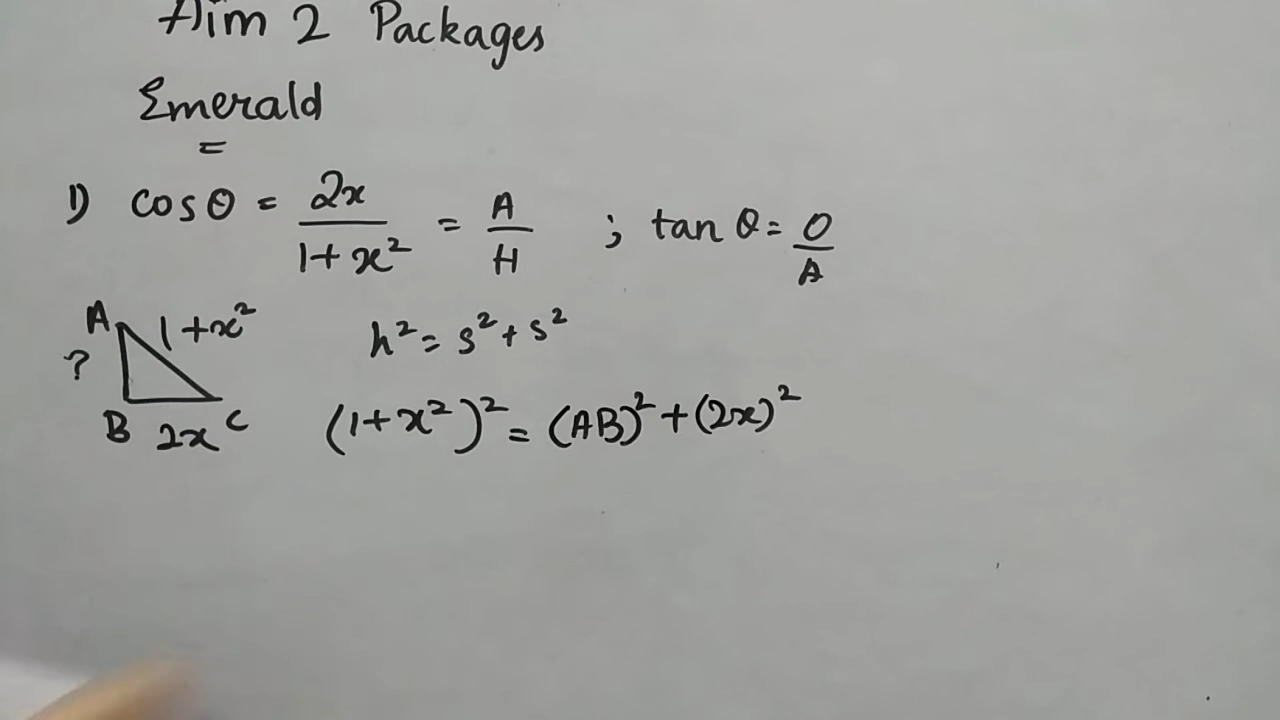 Aim 2 Packages
Emerald
=
1) cos θ = 2x / 1 + x² = A / H ; tan θ = O / A
A 1 + x² h² = s² + s²
?
B 2x C (1 + x²)² = (AB)² + (2x)²